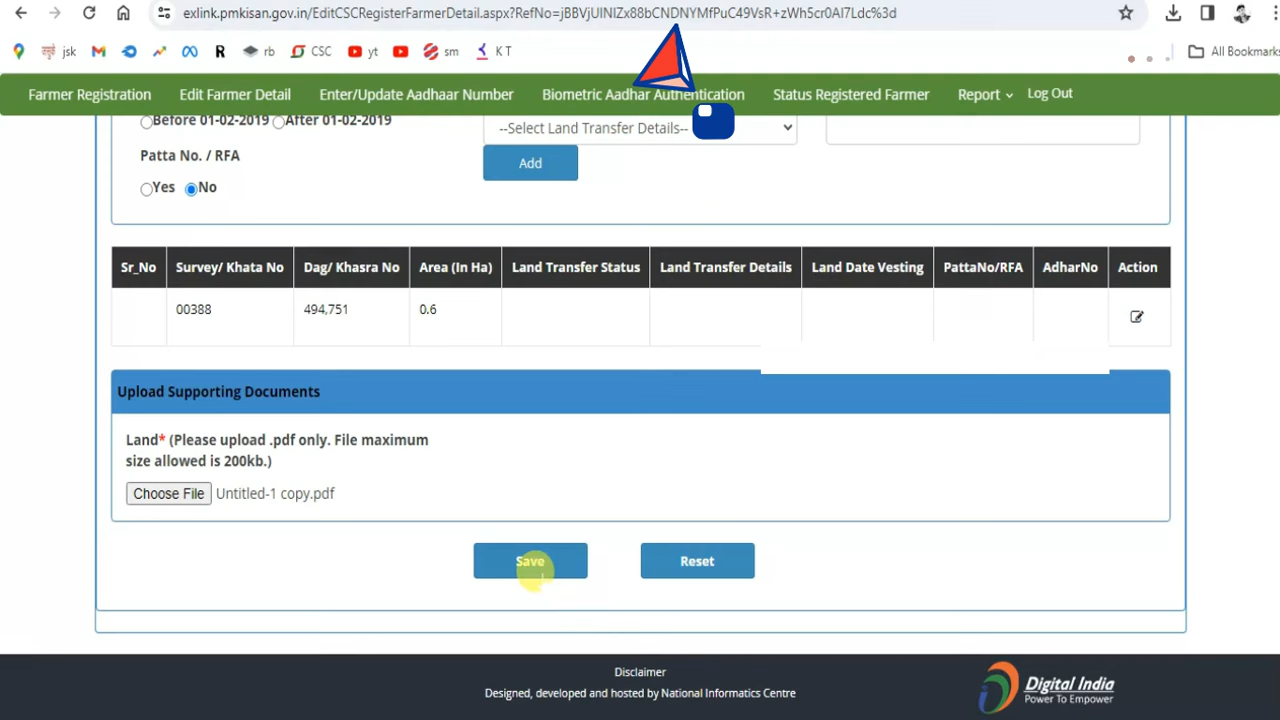 exlink.pmkisan.gov.in/EditCSCRegisterFarmerDetail.aspx?RefNo=jBBVjUINIZx88bCNDNYMfPuC49VsR+zWh5cr0AI7Ldc%3d
jsk rb CSC yt sm K T All Bookmarks
Farmer Registration Edit Farmer Detail Enter/Update Aadhaar Number Biometric Aadhar Authentication Status Registered Farmer Report Log Out
Before 01-02-2019 After 01-02-2019 --Select Land Transfer Details--
Patta No. / RFA Add
Yes No
Sr_No Survey/ Khata No Dag/ Khasra No Area (In Ha) Land Transfer Status Land Transfer Details Land Date Vesting PattaNo/RFA AdharNo Action
00388 494,751 0.6
Upload Supporting Documents
Land* (Please upload .pdf only. File maximum
size allowed is 200kb.)
Choose File Untitled-1 copy.pdf
Save Reset
Disclaimer
Designed, developed and hosted by National Informatics Centre
Digital India
Power To Empower